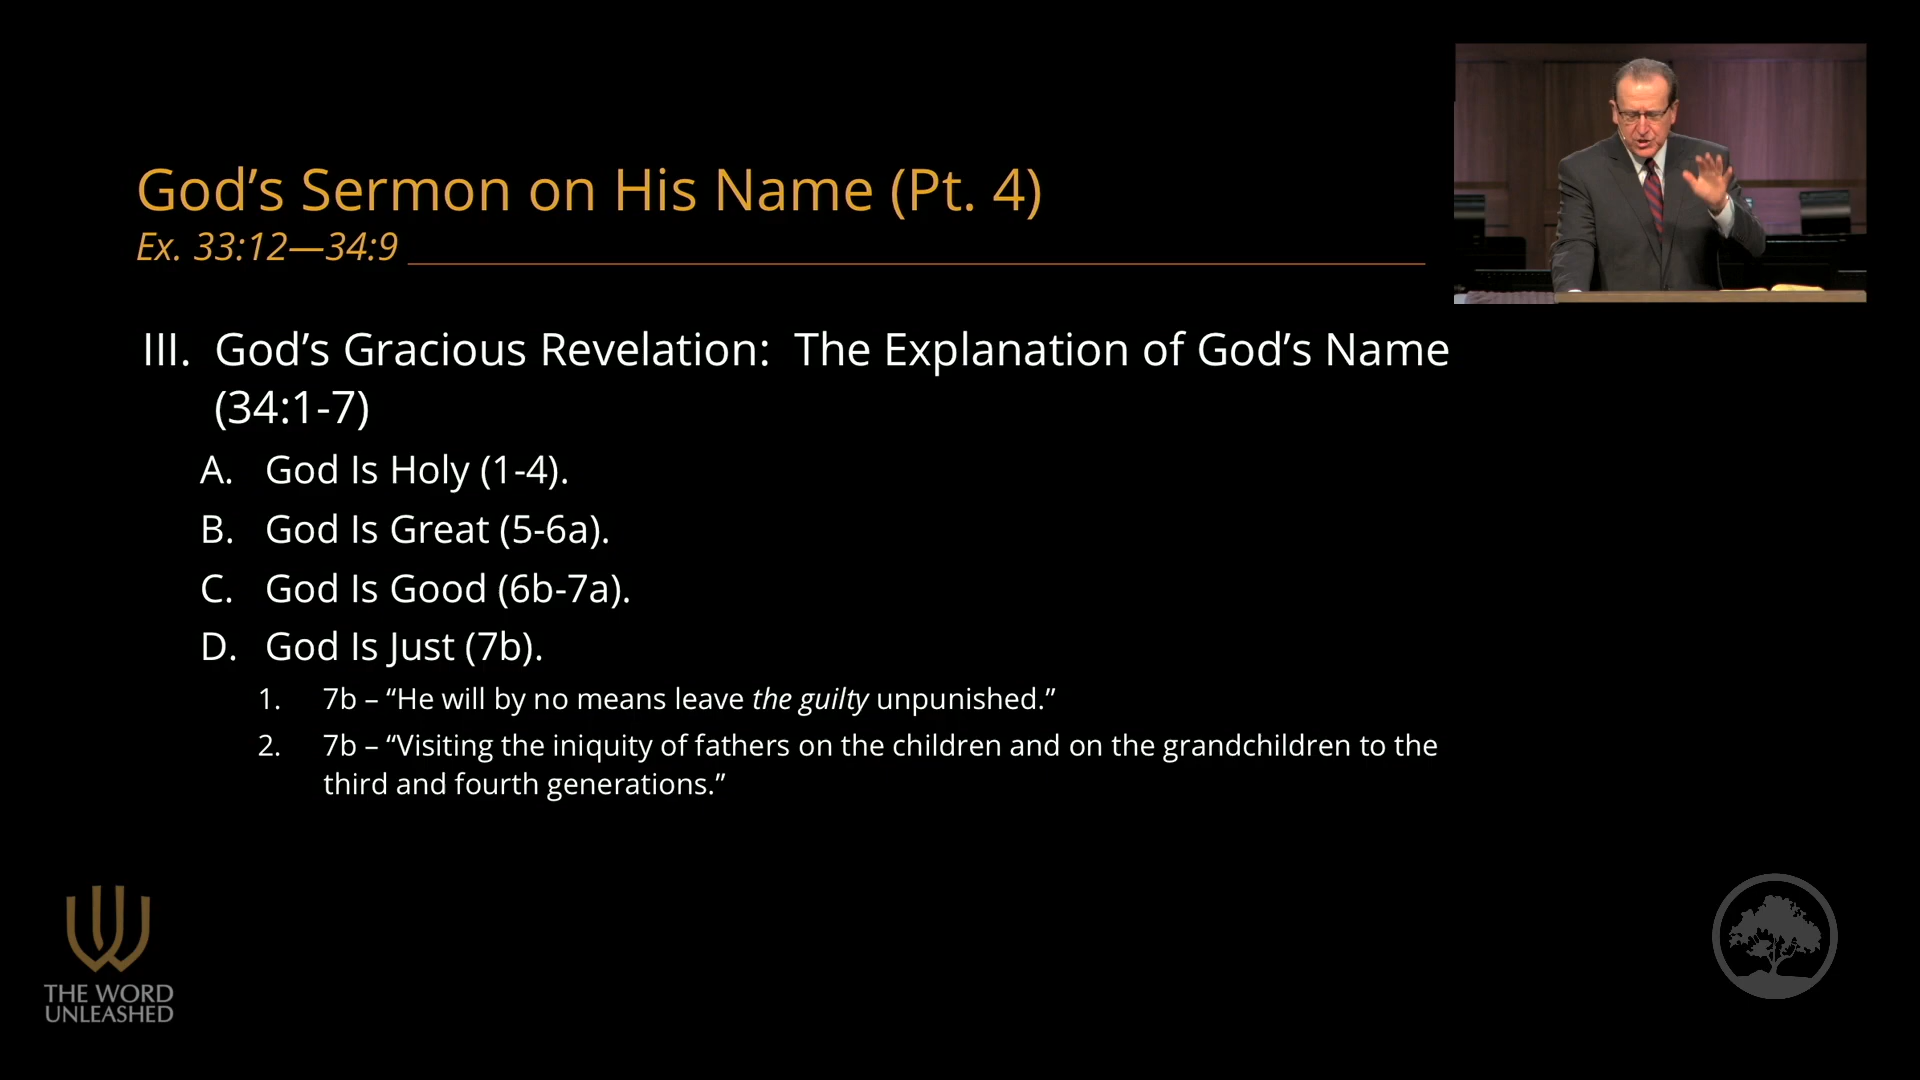 God’s Sermon on His Name (Pt. 4)
Ex. 33:12—34:9
III. God’s Gracious Revelation:  The Explanation of God’s Name
(34:1-7)
A. God Is Holy (1-4).
B. God Is Great (5-6a).
C. God Is Good (6b-7a).
D. God Is Just (7b).
1. 7b – “He will by no means leave the guilty unpunished.”
2. 7b – “Visiting the iniquity of fathers on the children and on the grandchildren to the
third and fourth generations.”
THE WORD
UNLEASHED